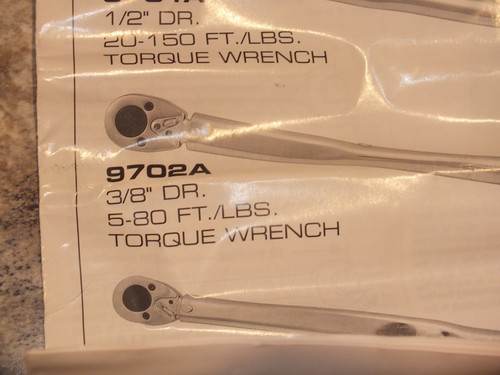 1/2" DR.
20-150 FT./LBS.
TORQUE WRENCH
9702A
3/8" DR.
5-80 FT./LBS.
TORQUE WRENCH